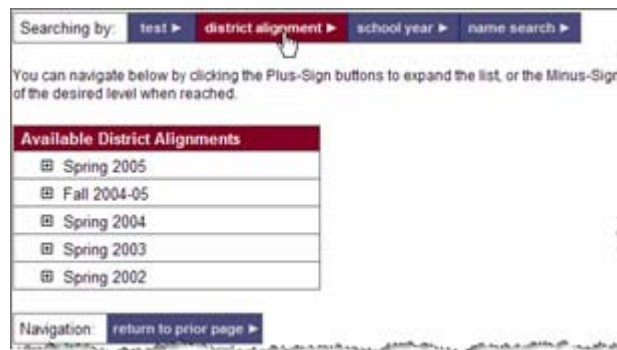 Searching by: test ► district alignment ► school year ► name search ►
You can navigate below by clicking the Plus-Sign buttons to expand the list, or the Minus-Sign
of the desired level when reached.
Available District Alignments
Spring 2005
Fall 2004-05
Spring 2004
Spring 2003
Spring 2002
Navigation: return to prior page ►